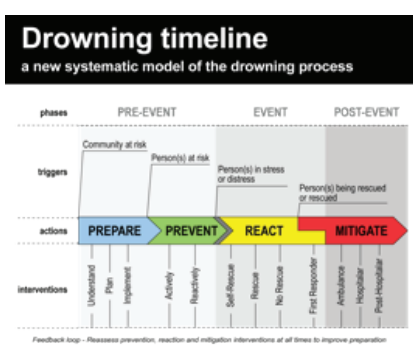 Drowning timeline
a new systematic model of the drowning process
phases PRE-EVENT EVENT POST-EVENT
triggers
Community at risk
Person(s) at risk
Person(s) in stress
or distress
Person(s) being rescued
or rescued
actions PREPARE PREVENT REACT MITIGATE
interventions
Understand
Plan
Implement
Actively
Reactively
Self-Rescue
Rescue
No Rescue
First Responder
Ambulance
Hospitalar
Post-Hospitalar
Feedback loop - Reassess prevention, reaction and mitigation interventions at all times to improve preparation